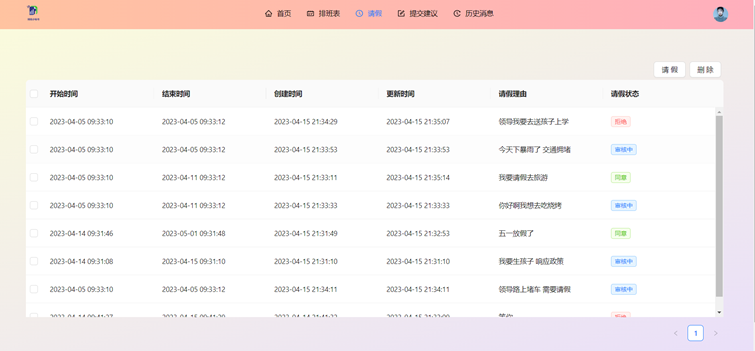 首页 排班表 请假 提交建议 历史消息
请 假 删 除
开始时间 结束时间 创建时间 更新时间 请假理由 请假状态
2023-04-05 09:33:10 2023-04-05 09:33:12 2023-04-15 21:34:29 2023-04-15 21:35:07 领导我要去送孩子上学 拒绝
2023-04-05 09:33:10 2023-04-05 09:33:12 2023-04-15 21:33:53 2023-04-15 21:33:53 今天下暴雨了 交通拥堵 审核中
2023-04-05 09:33:10 2023-04-11 09:33:12 2023-04-15 21:33:11 2023-04-15 21:35:14 我要请假去旅游 同意
2023-04-05 09:33:10 2023-04-11 09:33:12 2023-04-15 21:33:33 2023-04-15 21:33:33 你好啊我想去吃烧烤 审核中
2023-04-14 09:31:46 2023-05-01 09:31:48 2023-04-15 21:31:49 2023-04-15 21:32:53 五一放假了 同意
2023-04-14 09:31:08 2023-04-15 09:31:10 2023-04-15 21:31:10 2023-04-15 21:31:10 我要生孩子 响应政策 审核中
2023-04-05 09:33:10 2023-04-05 09:33:12 2023-04-15 21:34:11 2023-04-15 21:34:11 领导路上堵车 需要请假 审核中
1